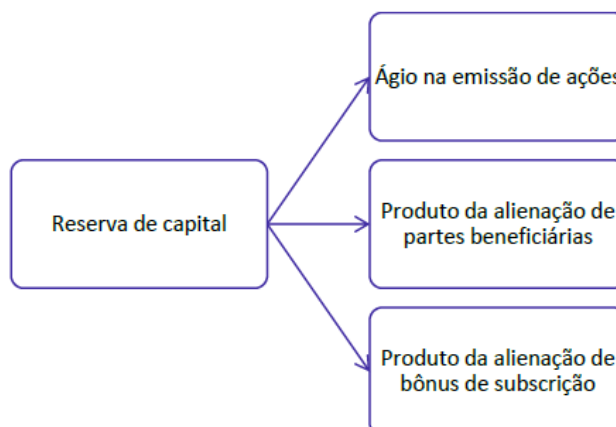 Ágio na emissão de ações
Reserva de capital
Produto da alienação de
partes beneficiárias
Produto da alienação de
bônus de subscrição